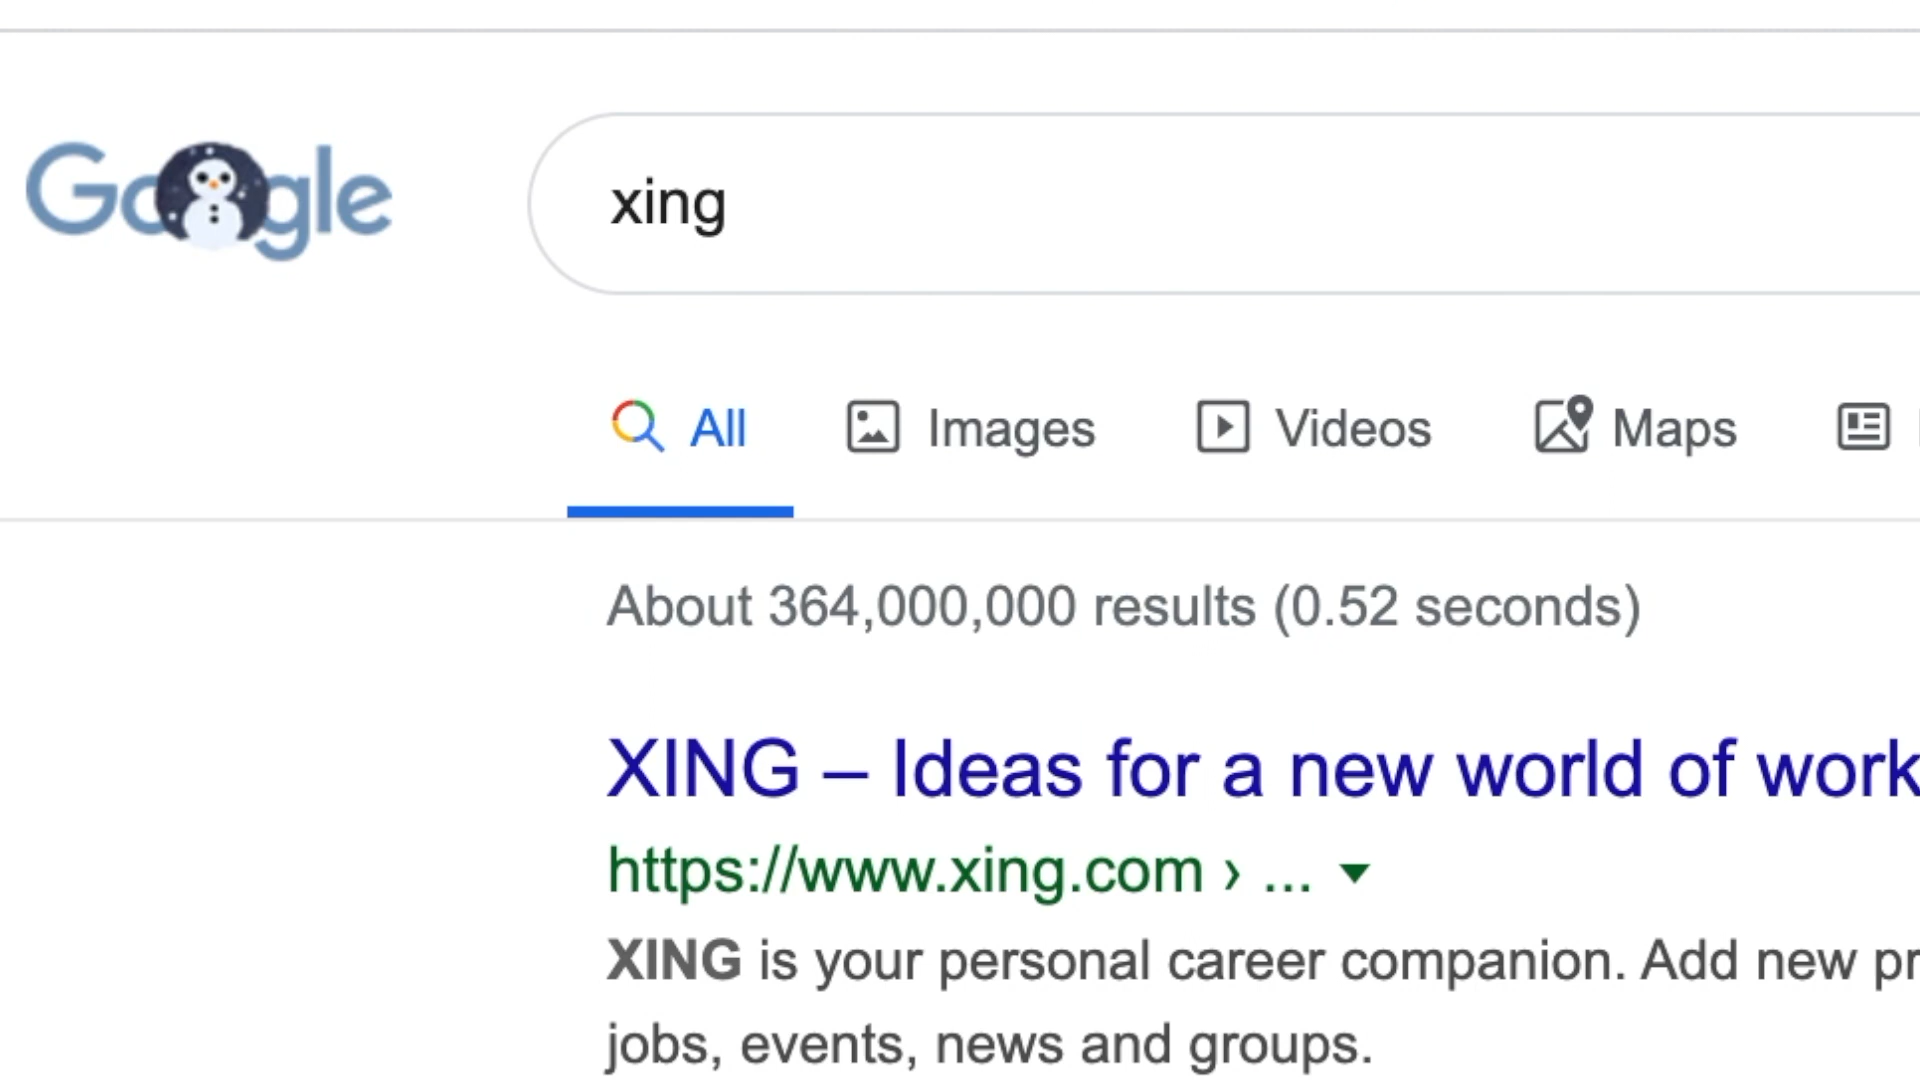 Google
xing
All Images Videos Maps
About 364,000,000 results (0.52 seconds)
XING – Ideas for a new world of work
https://www.xing.com › ...
XING is your personal career companion. Add new pr
jobs, events, news and groups.